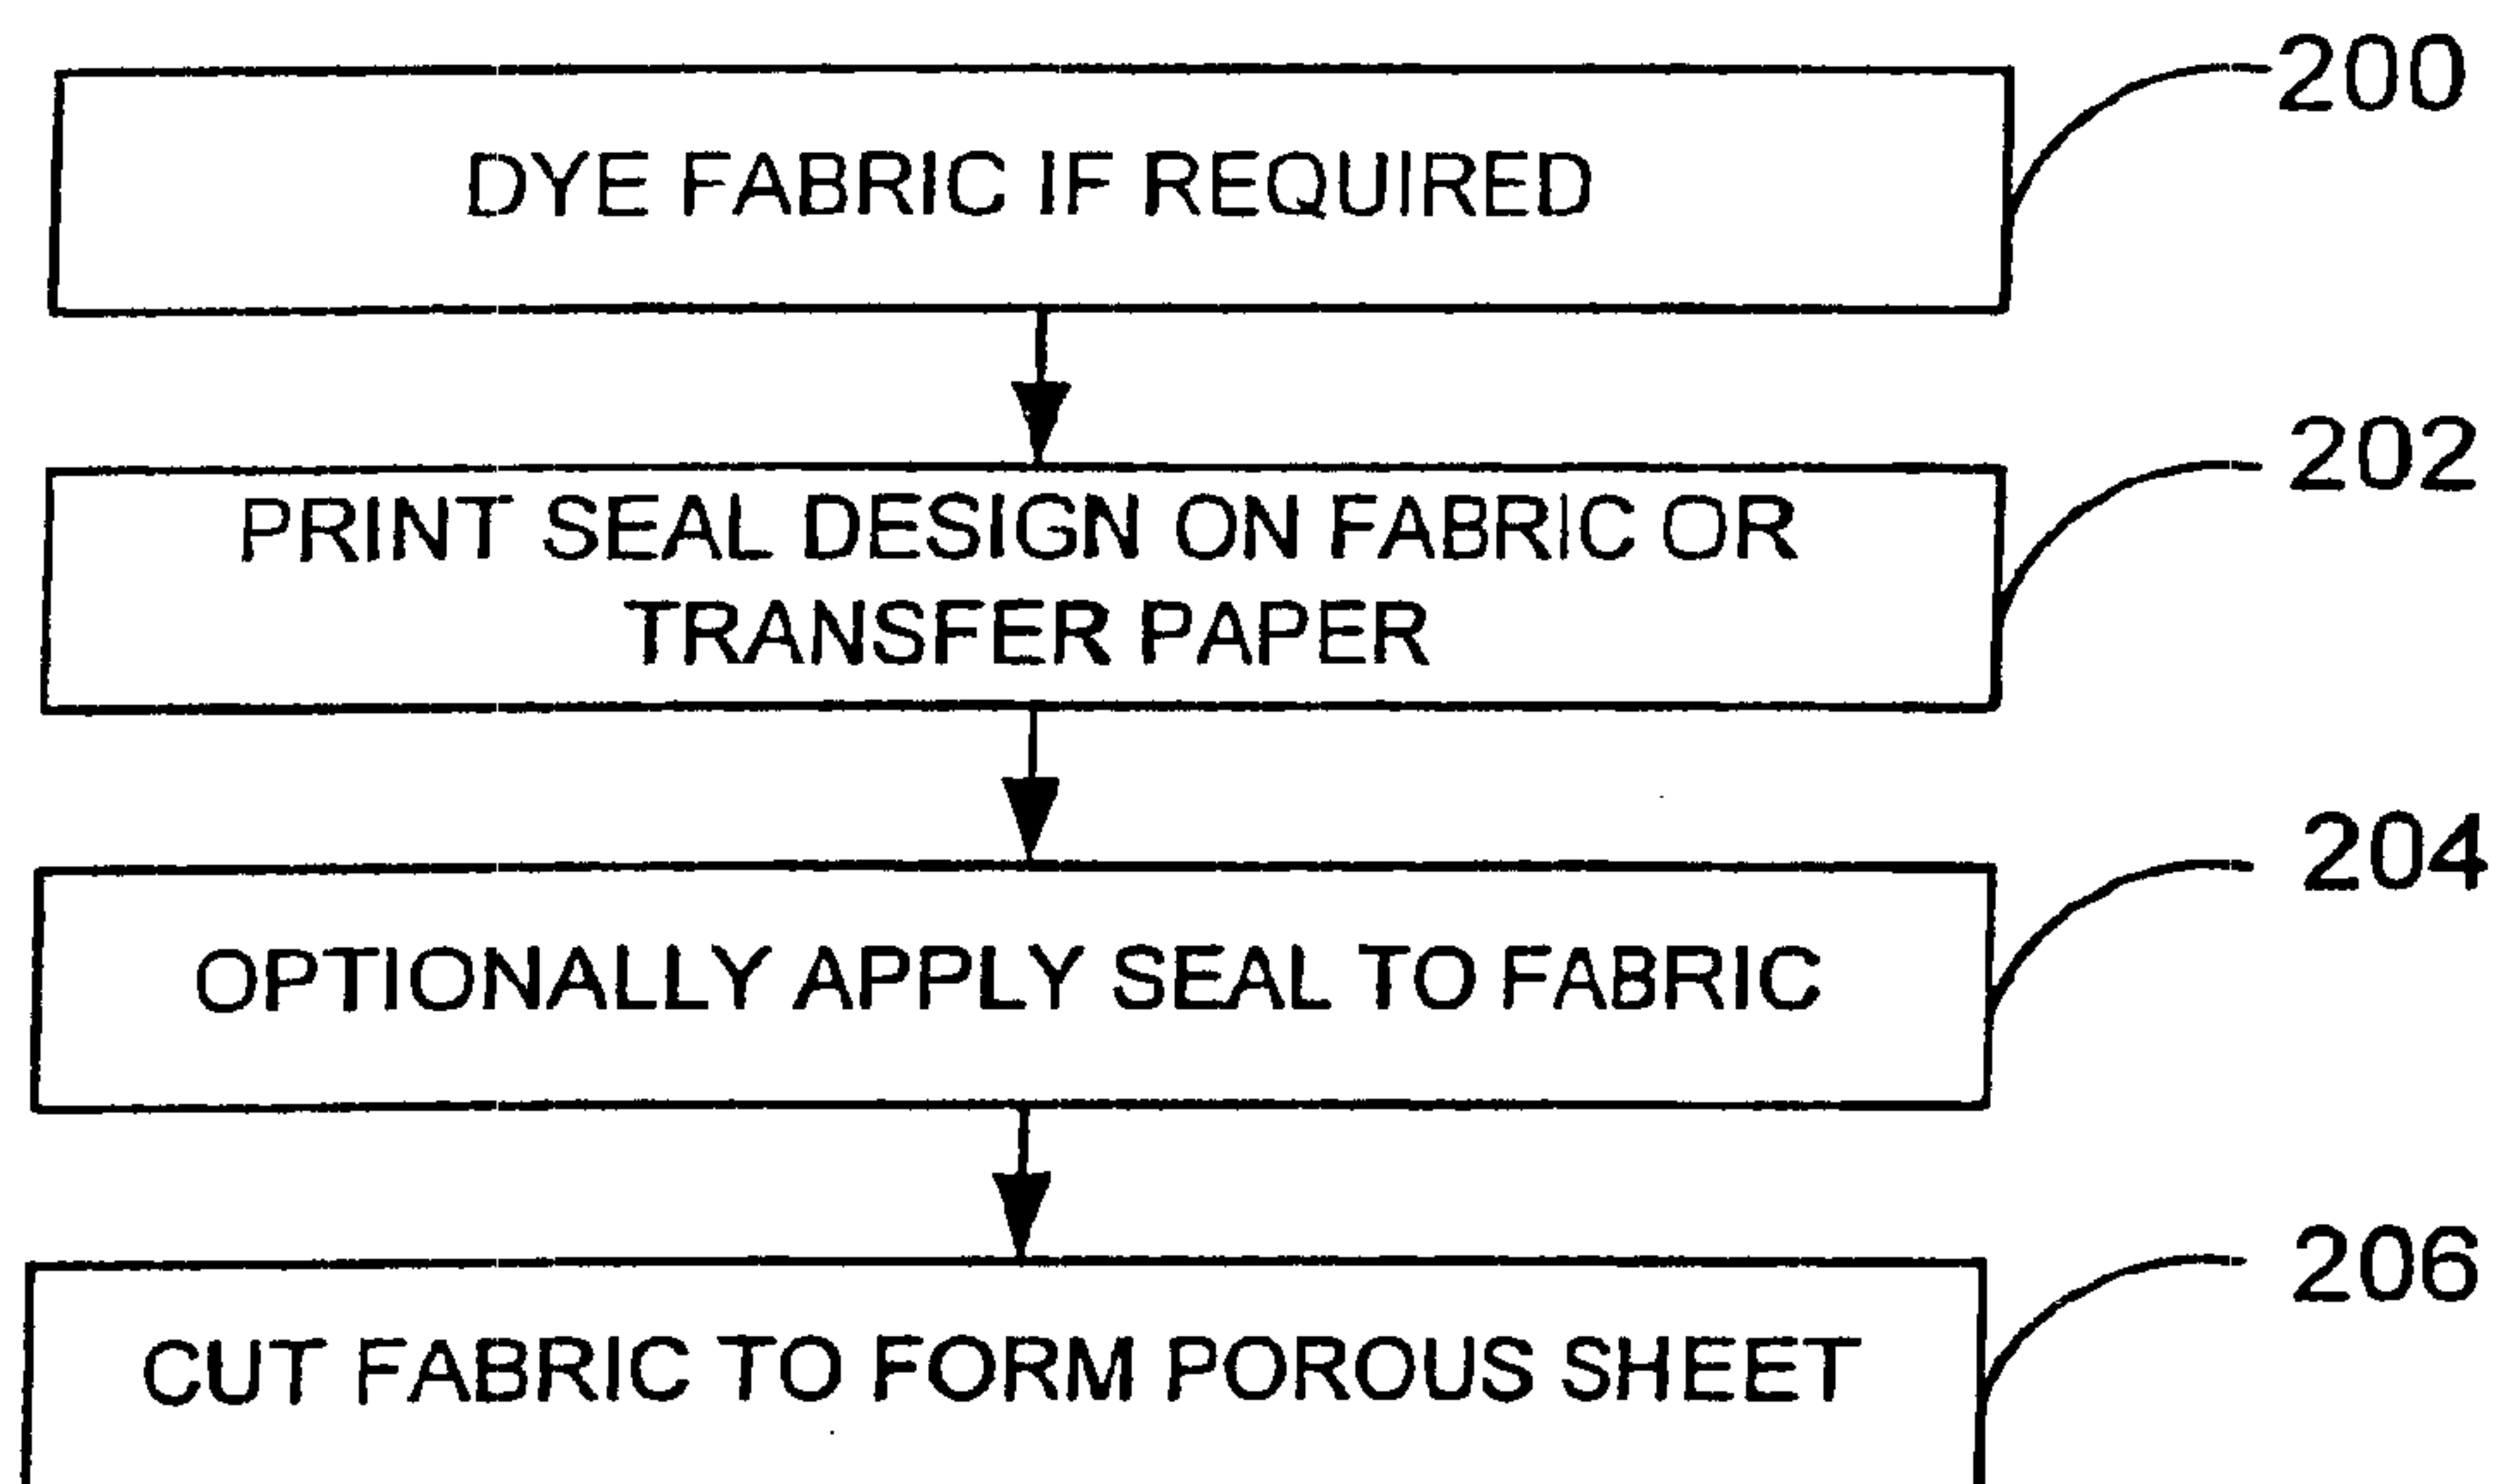 200
DYE FABRIC IF REQUIRED
202
PRINT SEAL DESIGN ON FABRIC OR
TRANSFER PAPER
204
OPTIONALLY APPLY SEAL TO FABRIC
206
CUT FABRIC TO FORM POROUS SHEET